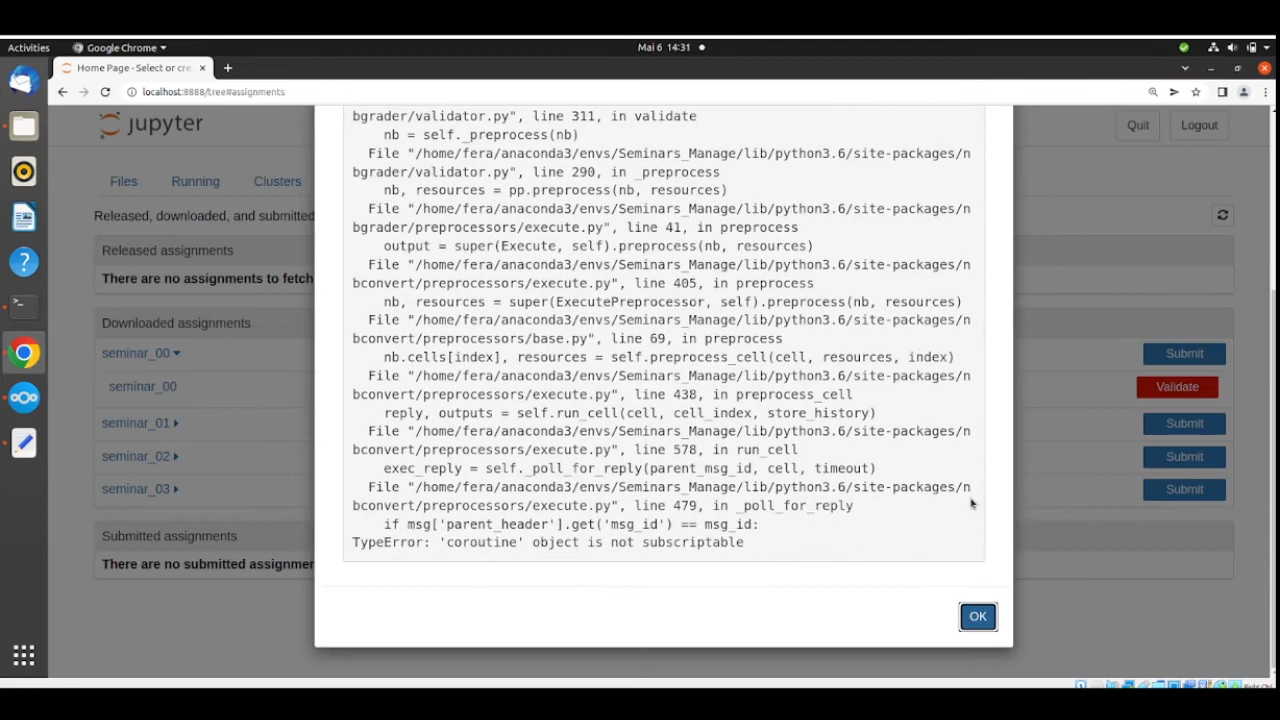 Activities
Google Chrome
Mai 6 14:31
Home Page - Select or cre
localhost:8888/tree#assignments
jupyter
Quit
Logout
Files
Running
Clusters
Released, downloaded, and submitted
Released assignments
There are no assignments to fetch
Downloaded assignments
seminar_00
Submit
seminar_00
Validate
seminar_01
Submit
seminar_02
Submit
seminar_03
Submit
Submitted assignments
There are no submitted assignmen
bgrader/validator.py", line 311, in validate
nb = self._preprocess(nb)
File "/home/fera/anaconda3/envs/Seminars_Manage/lib/python3.6/site-packages/n
bgrader/validator.py", line 290, in _preprocess
nb, resources = pp.preprocess(nb, resources)
File "/home/fera/anaconda3/envs/Seminars_Manage/lib/python3.6/site-packages/n
bgrader/preprocessors/execute.py", line 41, in preprocess
output = super(Execute, self).preprocess(nb, resources)
File "/home/fera/anaconda3/envs/Seminars_Manage/lib/python3.6/site-packages/n
bconvert/preprocessors/execute.py", line 405, in preprocess
nb, resources = super(ExecutePreprocessor, self).preprocess(nb, resources)
File "/home/fera/anaconda3/envs/Seminars_Manage/lib/python3.6/site-packages/n
bconvert/preprocessors/base.py", line 69, in preprocess
nb.cells[index], resources = self.preprocess_cell(cell, resources, index)
File "/home/fera/anaconda3/envs/Seminars_Manage/lib/python3.6/site-packages/n
bconvert/preprocessors/execute.py", line 438, in preprocess_cell
reply, outputs = self.run_cell(cell, cell_index, store_history)
File "/home/fera/anaconda3/envs/Seminars_Manage/lib/python3.6/site-packages/n
bconvert/preprocessors/execute.py", line 578, in run_cell
exec_reply = self._poll_for_reply(parent_msg_id, cell, timeout)
File "/home/fera/anaconda3/envs/Seminars_Manage/lib/python3.6/site-packages/n
bconvert/preprocessors/execute.py", line 479, in _poll_for_reply
if msg['parent_header'].get('msg_id') == msg_id:
TypeError: 'coroutine' object is not subscriptable
OK